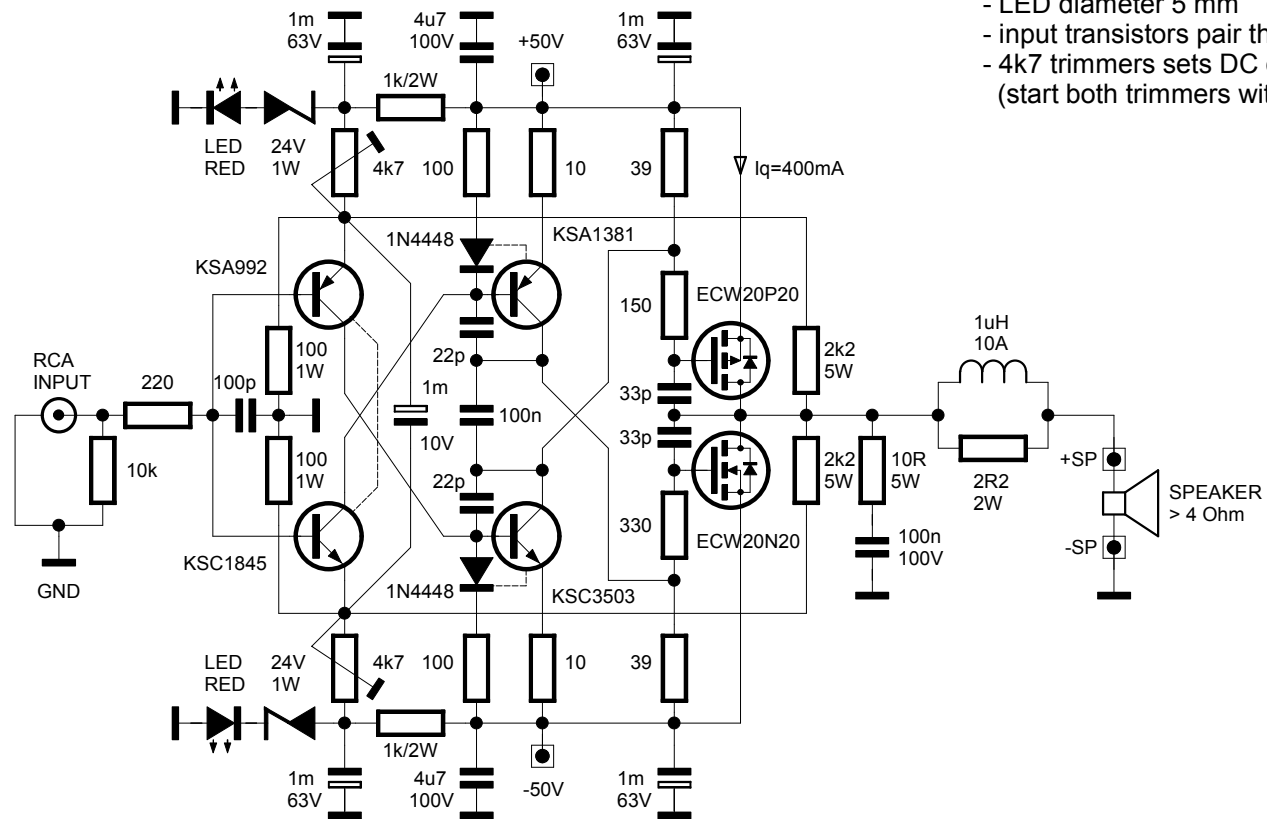 - LED diameter 5 mm
- input transistors pair th
- 4k7 trimmers sets DC
(start both trimmers wit
1m
63V
4u7
100V
+50V
1m
63V
1k/2W
LED
RED
24V
1W
4k7
100
10
39
Iq=400mA
1N4448
KSA1381
KSA992
150
ECW20P20
1uH
10A
RCA
INPUT
220
100p
100
1W
22p
1m
10V
100n
33p
33p
2k2
5W
10k
100
1W
22p
2k2
5W
10R
5W
2R2
2W
+SP
SPEAKER
> 4 Ohm
-SP
330
ECW20N20
100n
100V
GND
KSC1845
1N4448
KSC3503
LED
RED
24V
1W
4k7
100
10
39
1k/2W
1m
63V
4u7
100V
-50V
1m
63V